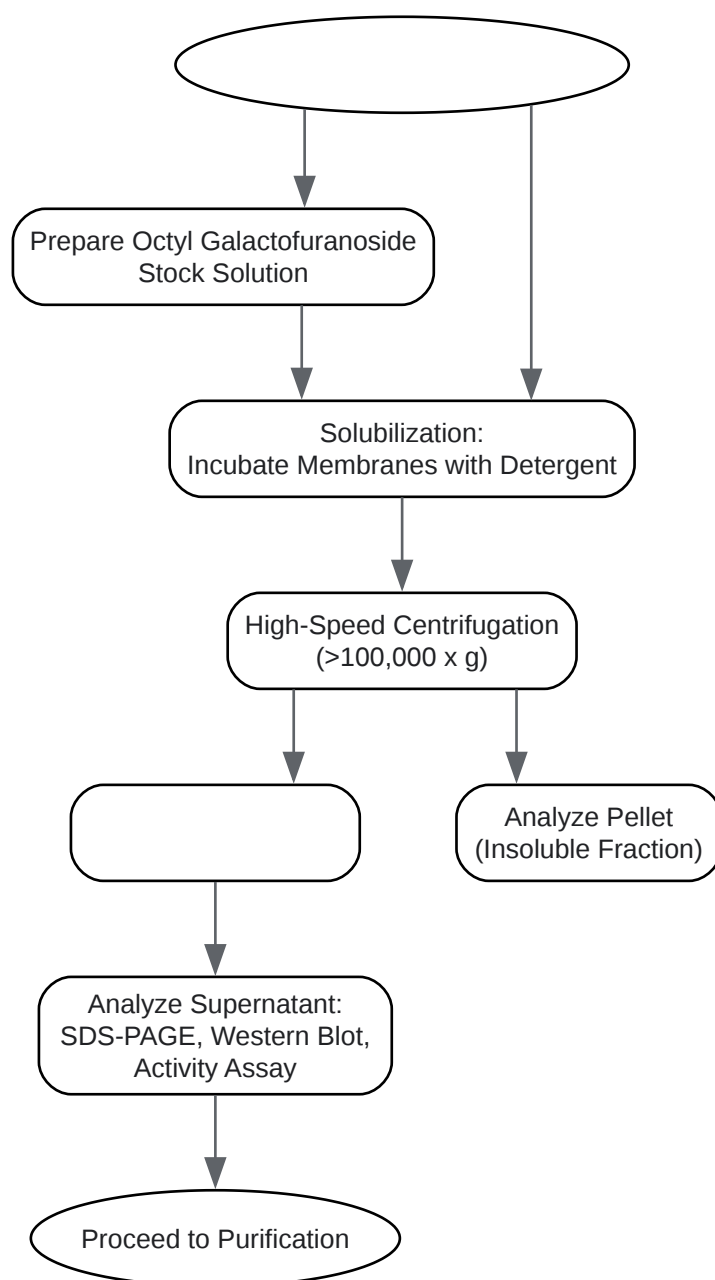 Prepare Octyl Galactofuranoside
Stock Solution
Solubilization:
Incubate Membranes with Detergent
High-Speed Centrifugation
(>100,000 x g)
Analyze Pellet
(Insoluble Fraction)
Analyze Supernatant:
SDS-PAGE, Western Blot,
Activity Assay
Proceed to Purification